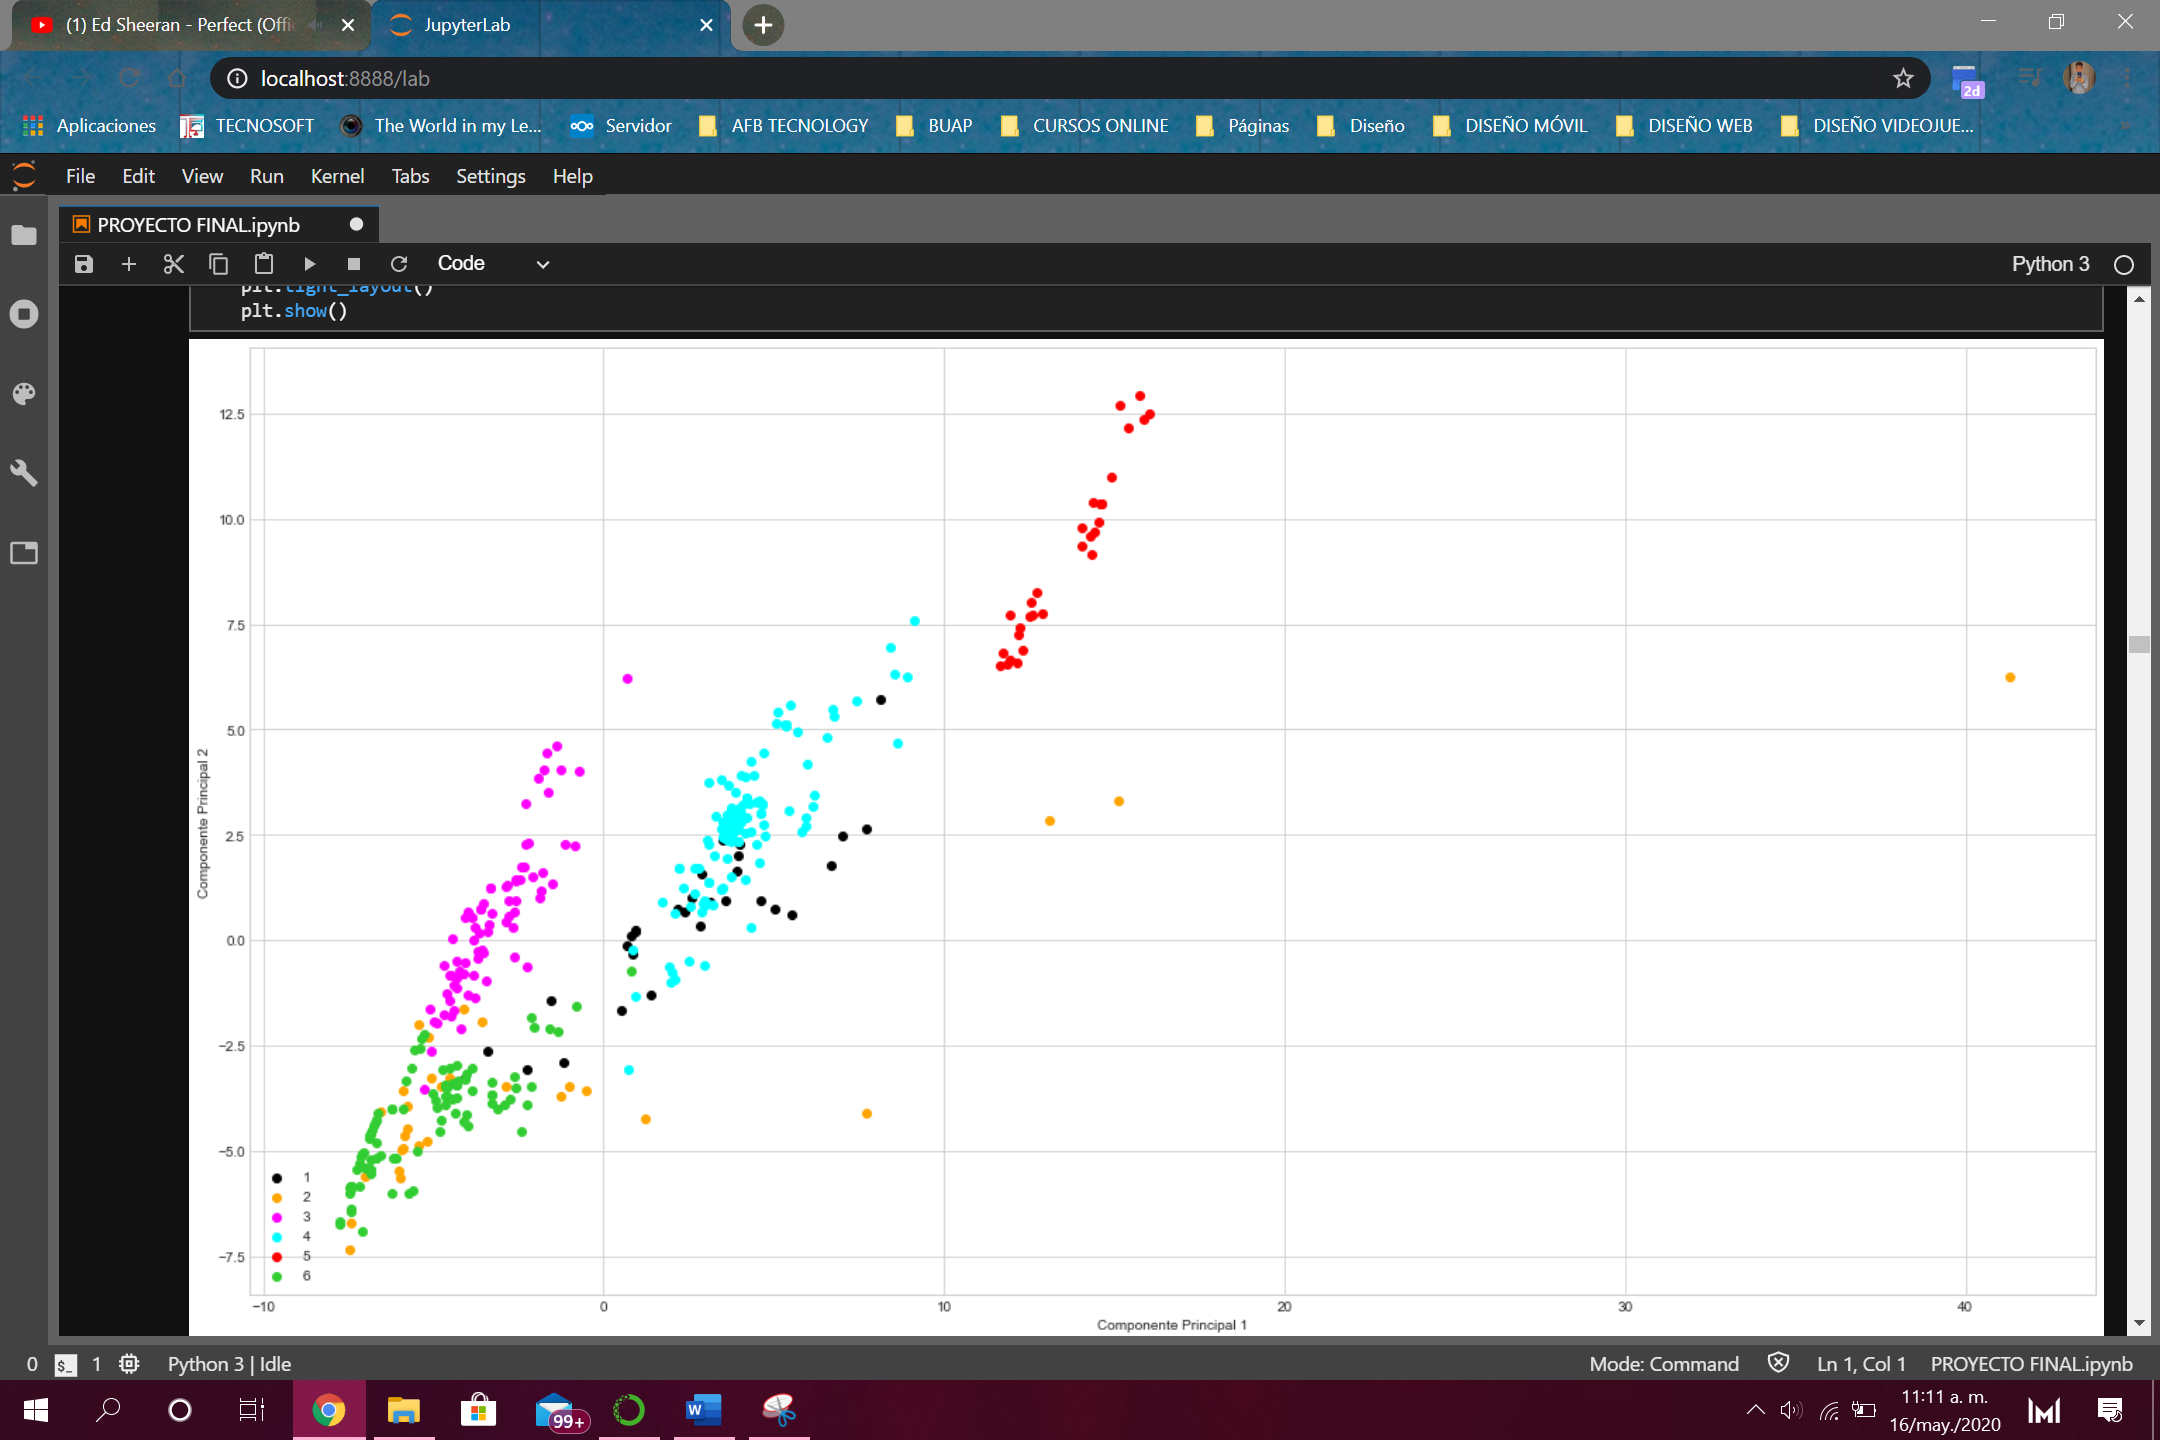 (1) Ed Sheeran - Perfect (Offi
JupyterLab
localhost:8888/lab
2d
Aplicaciones
TECNOSOFT
The World in my Le...
Servidor
AFB TECNOLOGY
BUAP
CURSOS ONLINE
Páginas
Diseño
DISEÑO MÓVIL
DISEÑO WEB
DISEÑO VIDEOJUE...
File Edit View Run Kernel Tabs Settings Help
PROYECTO FINAL.ipynb
Code
Python 3
plt.tight_layout()
plt.show()
12.5
10.0
7.5
5.0
2.5
0.0
−2.5
−5.0
−7.5
Componente Principal 2
1
2
3
4
5
6
−10 0 10 20 30 40
Componente Principal 1
0
$_
1
Python 3 | Idle
Mode: Command
Ln 1, Col 1
PROYECTO FINAL.ipynb
99+
W
11:11 a. m.
16/may./2020